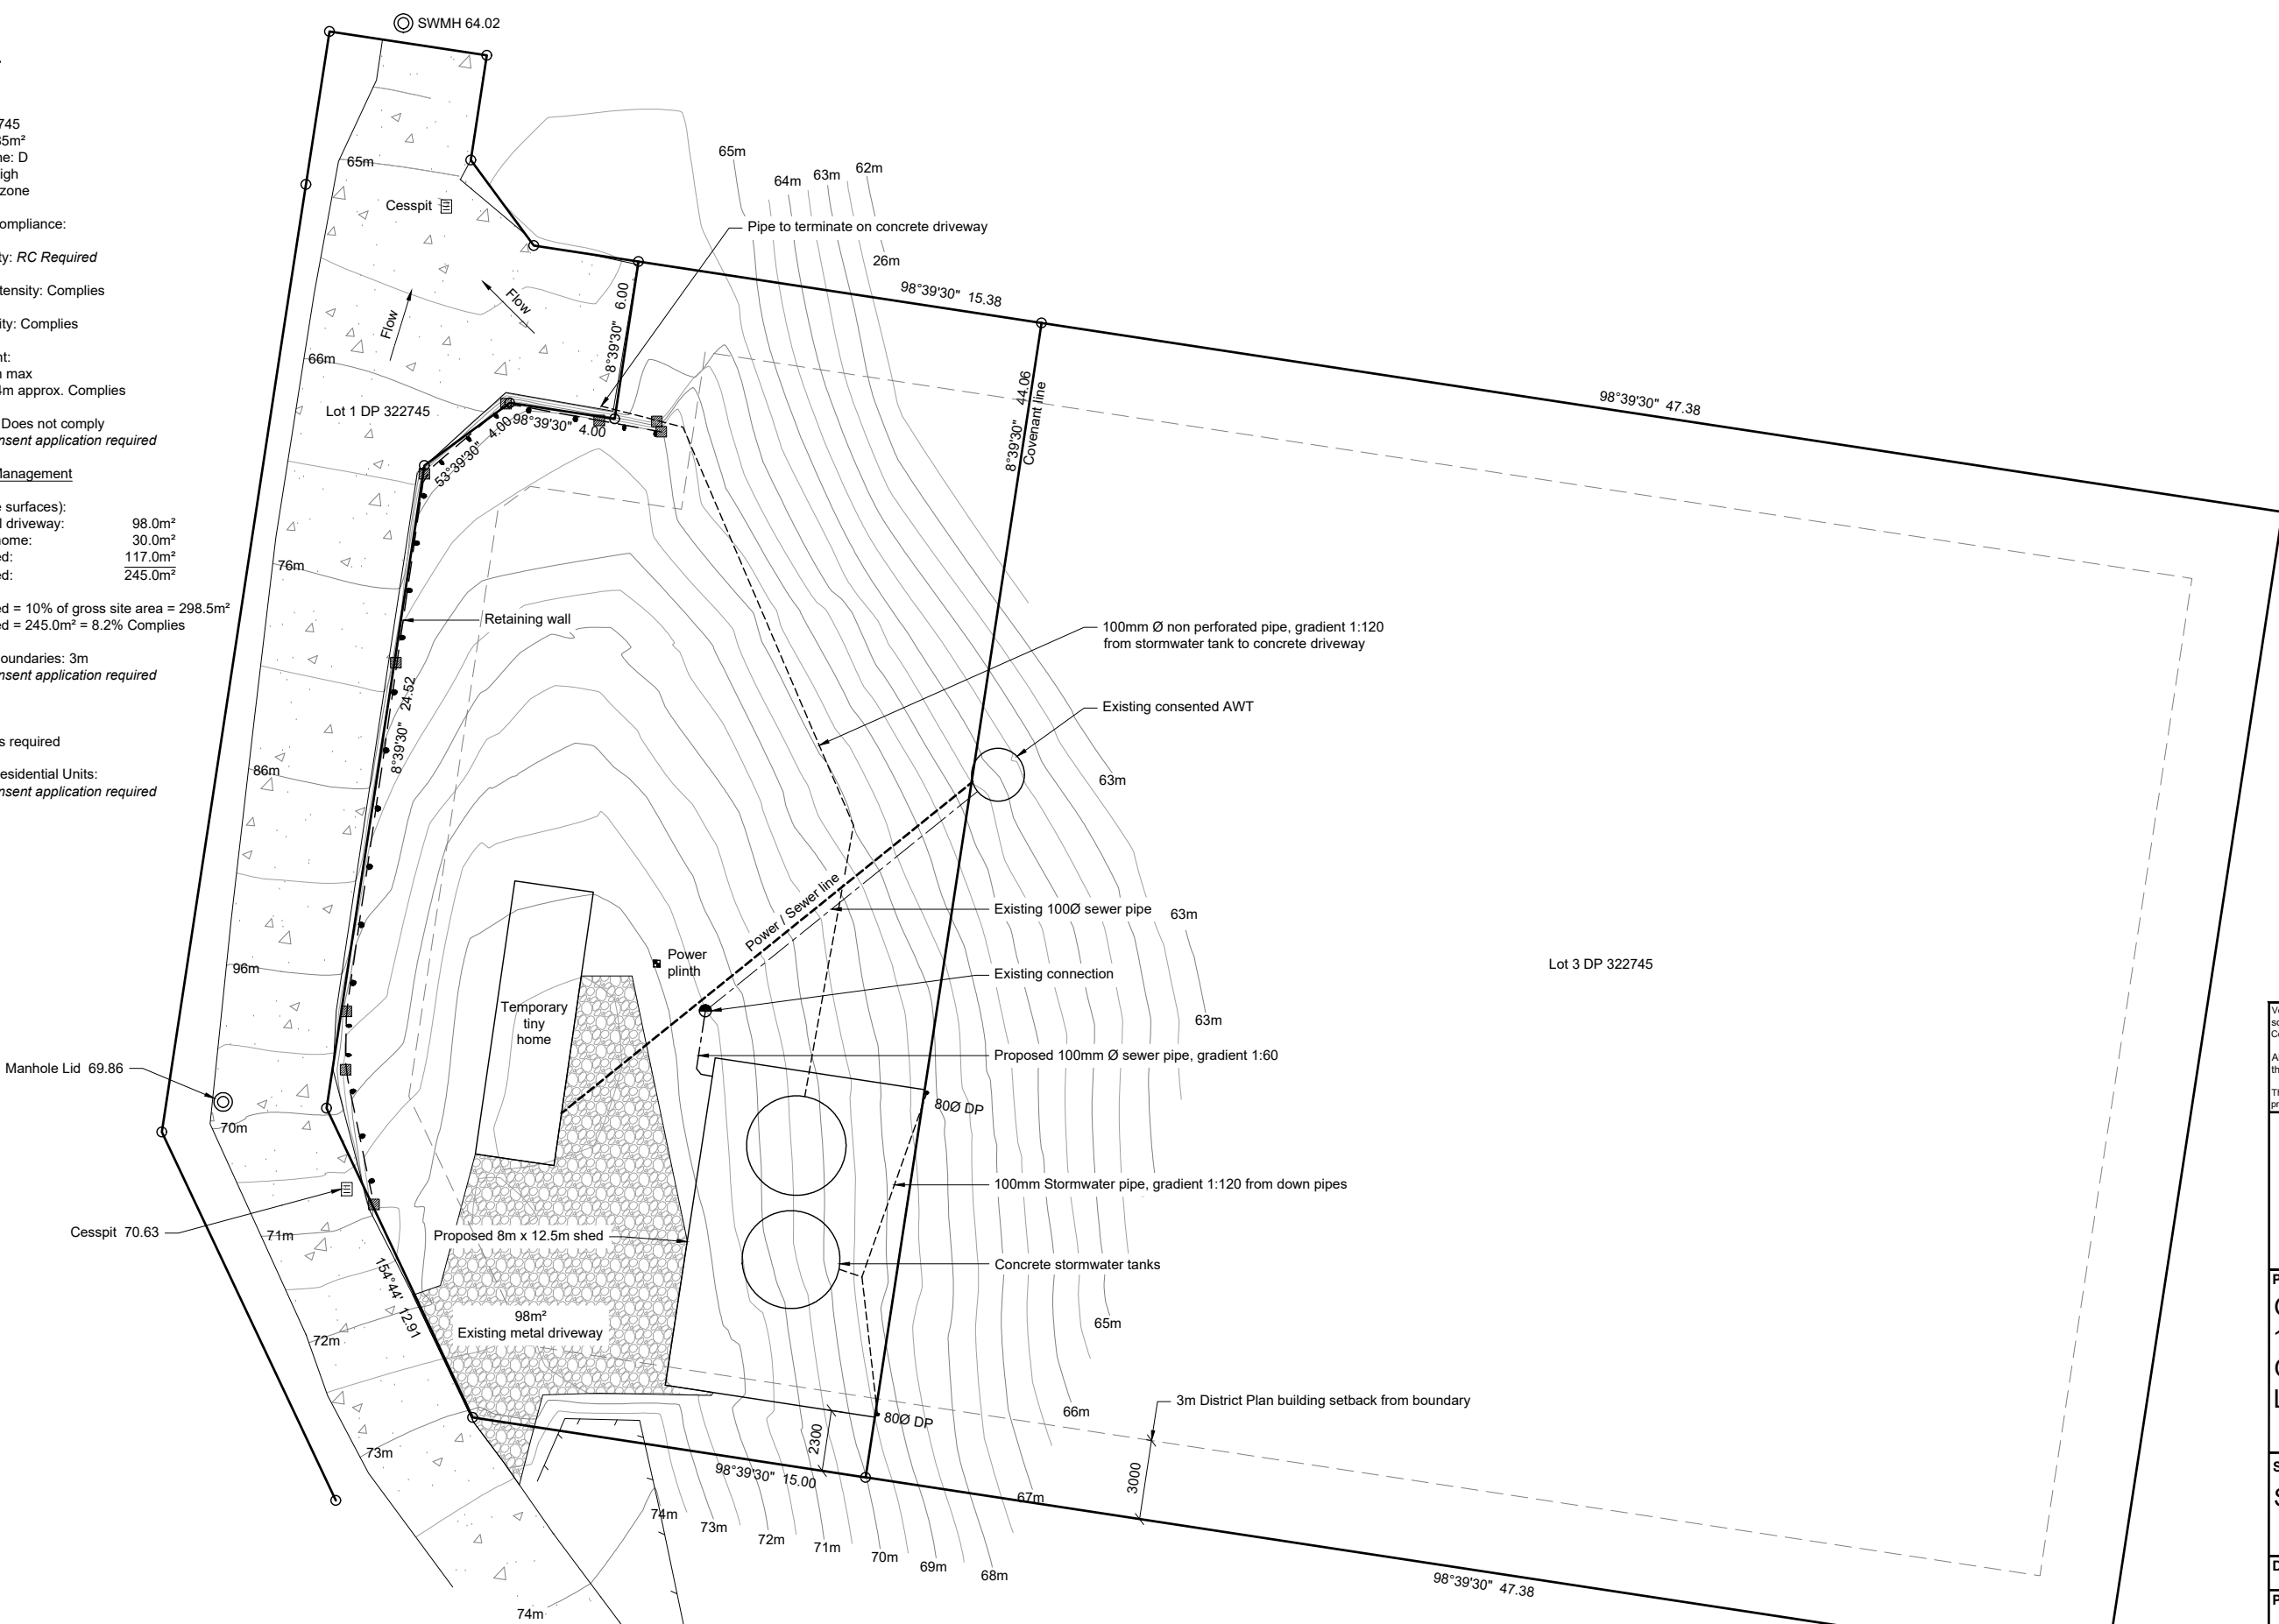 SWMH 64.02
745
35m²
ne: D
igh
zone
ompliance:
ty: RC Required
tensity: Complies
ity: Complies
nt:
n max
4m approx. Complies
Does not comply
nsent application required
Management
e surfaces):
l driveway: 98.0m²
home: 30.0m²
ed: 117.0m²
ed: 245.0m²
ed = 10% of gross site area = 298.5m²
ed = 245.0m² = 8.2% Complies
oundaries: 3m
nsent application required
s required
esidential Units:
nsent application required
65m
Cesspit
Flow
Flow
66m
Lot 1 DP 322745
76m
86m
96m
Manhole Lid 69.86
70m
Cesspit 70.63
71m
72m
73m
74m
65m
64m
63m
62m
26m
Pipe to terminate on concrete driveway
98°39'30" 15.38
8°39'30" 6.00
98°39'30" 4.00
53°39'30" 4.00
8°39'30" 44.06
Covenant line
98°39'30" 47.38
Retaining wall
8°39'30" 24.52
100mm Ø non perforated pipe, gradient 1:120
from stormwater tank to concrete driveway
Existing consented AWT
63m
Power / Sewer line
Existing 100Ø sewer pipe
63m
Power
plinth
Existing connection
Lot 3 DP 322745
Temporary
tiny
home
63m
Proposed 100mm Ø sewer pipe, gradient 1:60
80Ø DP
100mm Stormwater pipe, gradient 1:120 from down pipes
Proposed 8m x 12.5m shed
Concrete stormwater tanks
154°44' 12.91
98m²
Existing metal driveway
65m
66m
3m District Plan building setback from boundary
80Ø DP
2300
3000
98°39'30" 15.00
67m
74m
73m
72m
71m
70m
69m
68m
98°39'30" 47.38